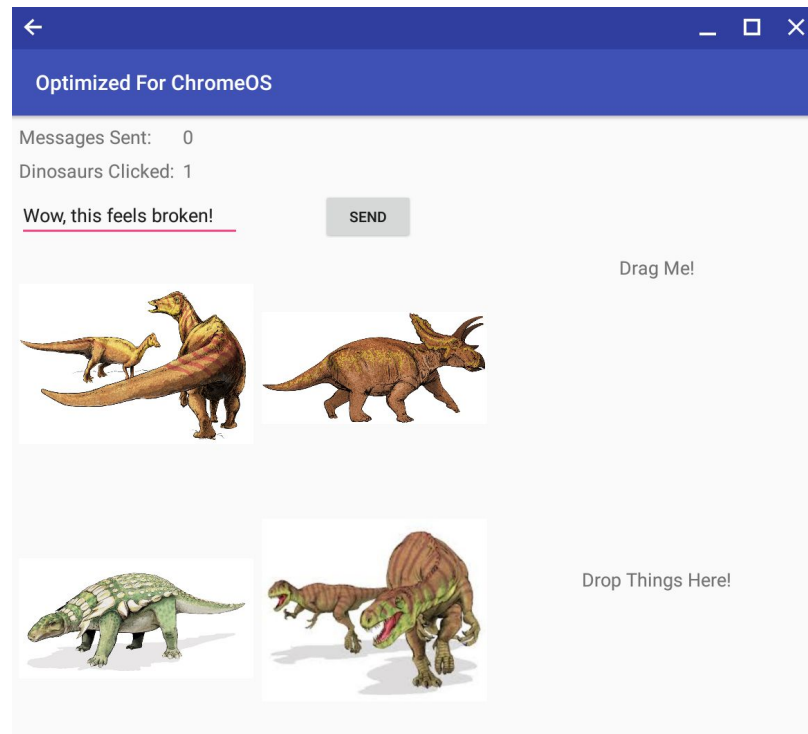 Optimized For ChromeOS
Messages Sent: 0
Dinosaurs Clicked: 1
Wow, this feels broken! SEND
Drag Me!
Drop Things Here!